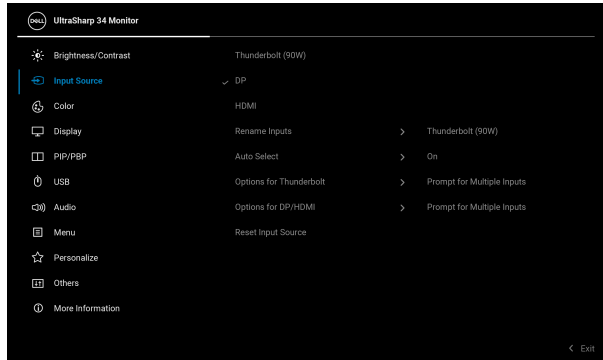 DELL UltraSharp 34 Monitor
Brightness/Contrast Thunderbolt (90W)
Input Source DP
Color HDMI
Display Rename Inputs Thunderbolt (90W)
PIP/PBP Auto Select On
USB Options for Thunderbolt Prompt for Multiple Inputs
Audio Options for DP/HDMI Prompt for Multiple Inputs
Menu Reset Input Source
Personalize
Others
More Information
Exit